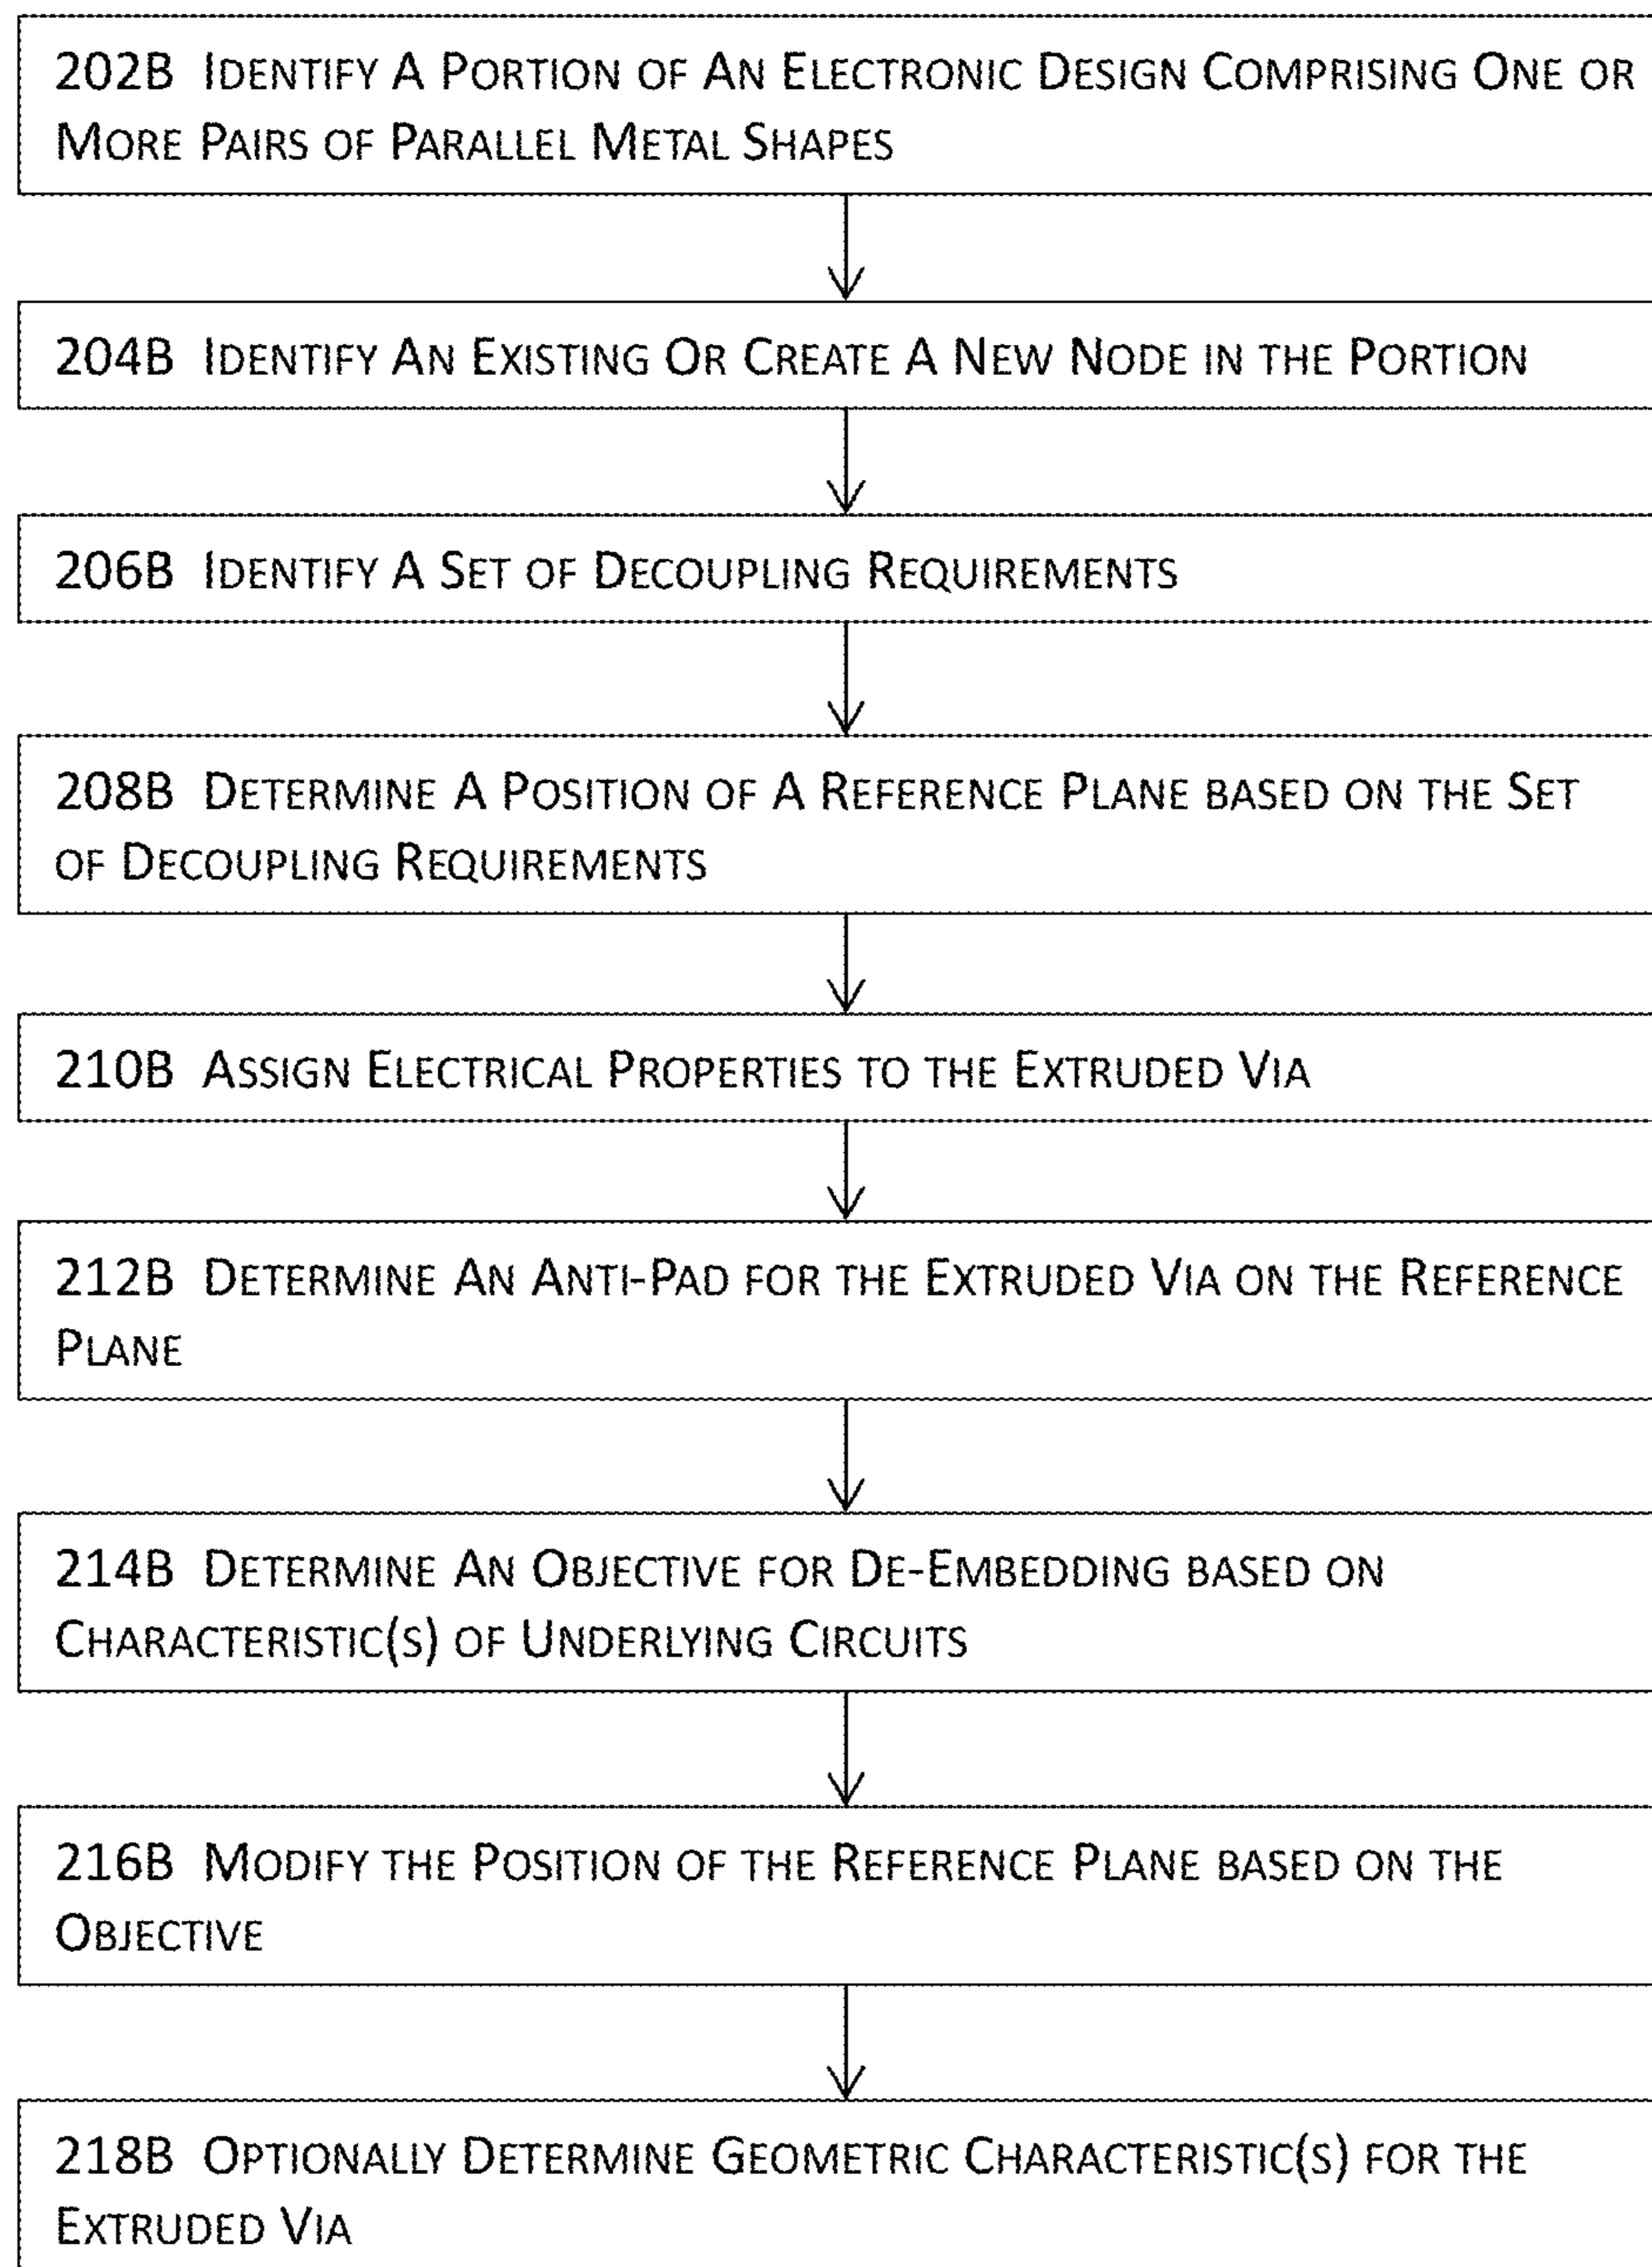 202B IDENTIFY A PORTION OF AN ELECTRONIC DESIGN COMPRISING ONE OR
MORE PAIRS OF PARALLEL METAL SHAPES
204B IDENTIFY AN EXISTING OR CREATE A NEW NODE IN THE PORTION
206B IDENTIFY A SET OF DECOUPLING REQUIREMENTS
208B DETERMINE A POSITION OF A REFERENCE PLANE BASED ON THE SET
OF DECOUPLING REQUIREMENTS
210B ASSIGN ELECTRICAL PROPERTIES TO THE EXTRUDED VIA
212B DETERMINE AN ANTI-PAD FOR THE EXTRUDED VIA ON THE REFERENCE
PLANE
214B DETERMINE AN OBJECTIVE FOR DE-EMBEDDING BASED ON
CHARACTERISTIC(S) OF UNDERLYING CIRCUITS
216B MODIFY THE POSITION OF THE REFERENCE PLANE BASED ON THE
OBJECTIVE
218B OPTIONALLY DETERMINE GEOMETRIC CHARACTERISTIC(S) FOR THE
EXTRUDED VIA